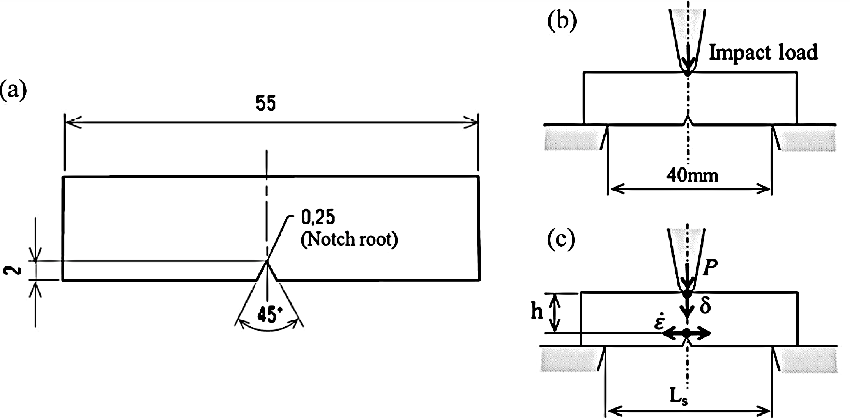 (a)
55
0,25
(Notch root)
2
45°
(b)
Impact load
40mm
(c)
P
h
δ
ε̇
Lₛ